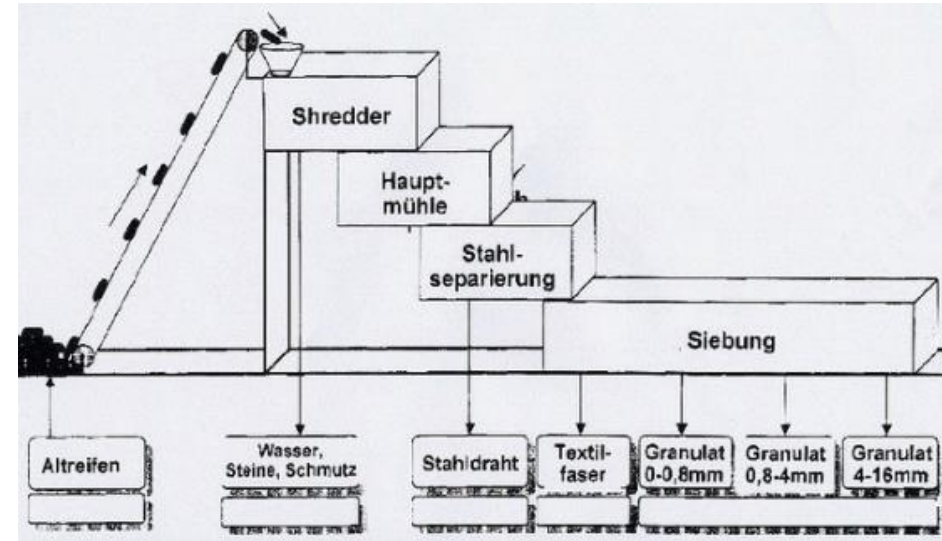 Shredder
Haupt-
mühle
Stahl-
separierung
Siebung
Altreifen
Wasser,
Steine, Schmutz
Stahldraht
Textil-
faser
Granulat
0-0,8mm
Granulat
0,8-4mm
Granulat
4-16mm